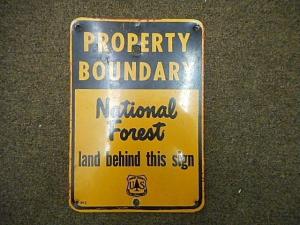 PROPERTY
BOUNDARY
National
Forest
land behind this sign
U S